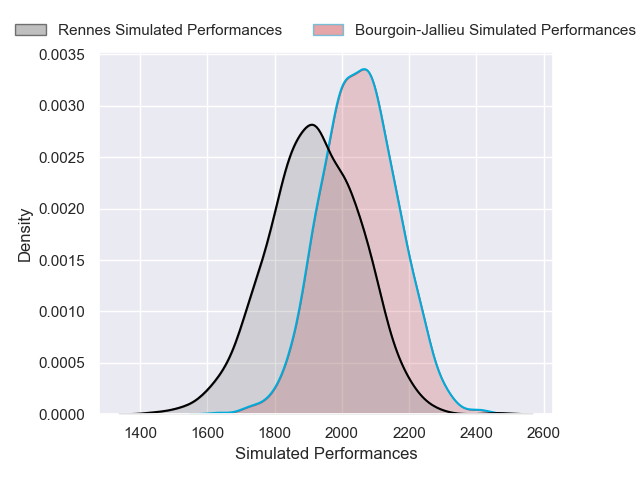 Rennes Simulated Performances
Bourgoin-Jallieu Simulated Performances
0.0035
0.0030
0.0025
0.0020
0.0015
0.0010
0.0005
0.0000
Density
1400 1600 1800 2000 2200 2400 2600
Simulated Performances